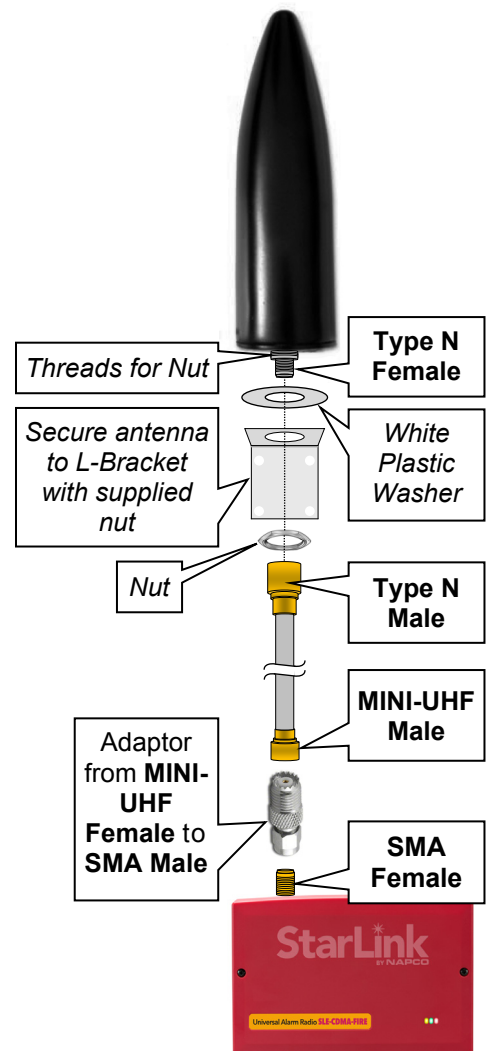 Threads for Nut
Type N
Female
Secure antenna
to L-Bracket
with supplied
nut
White
Plastic
Washer
Nut
Type N
Male
MINI-UHF
Male
Adaptor
from MINI-
UHF
Female to
SMA Male
SMA
Female
StarLink
BY NAPCO
Universal Alarm Radio SLE-CDMA-FIRE